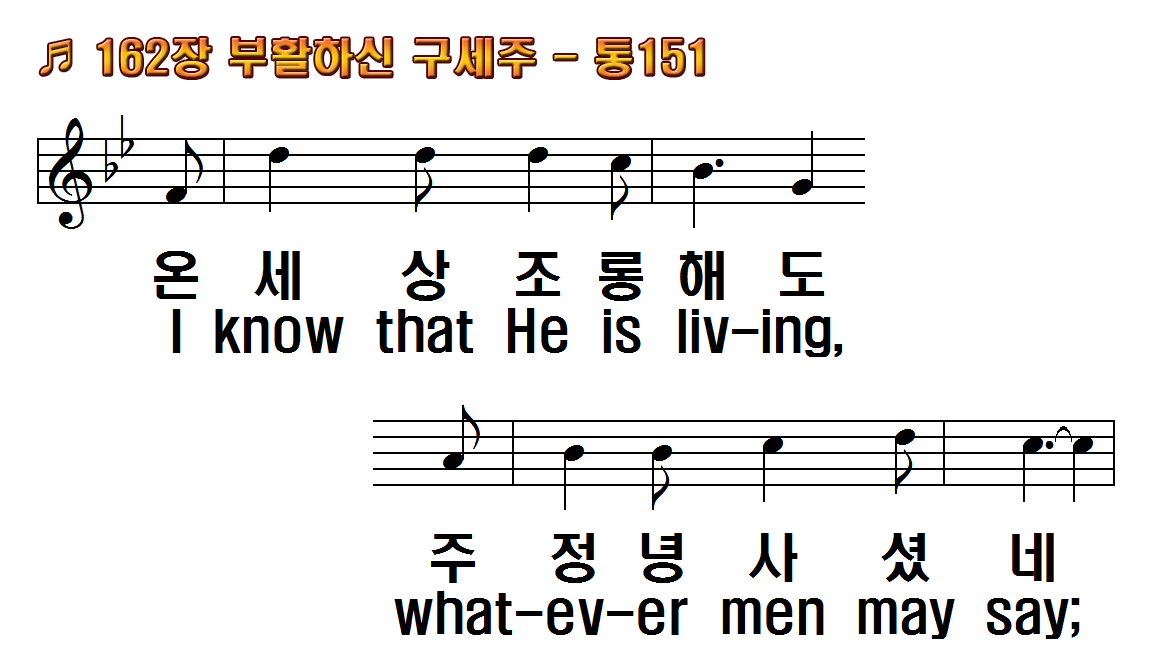 ♬ 162장 부활하신 구세주 - 통151
온 세 상 조 롱 해 도
I know that He is liv-ing,
주 정 녕 사 셨 네
what-ev-er men may say;